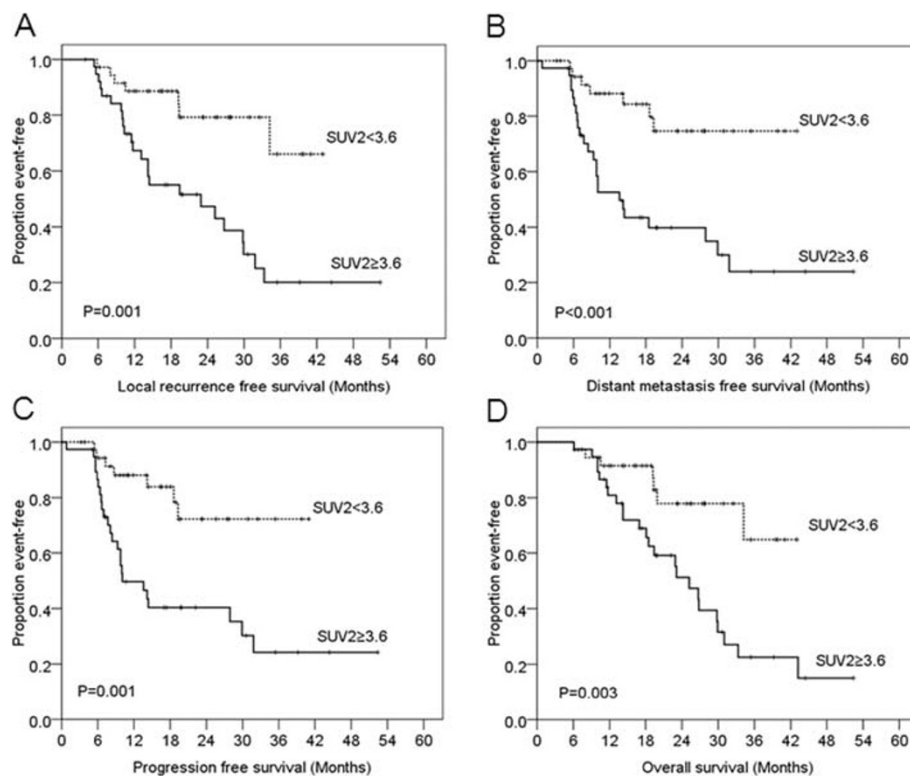 A
Proportion event-free
1.0
0.8
0.6
0.4
0.2
0.0
SUV2<3.6
SUV2≥3.6
P=0.001
0 6 12 18 24 30 36 42 48 54 60
Local recurrence free survival (Months)
B
Proportion event-free
1.0
0.8
0.6
0.4
0.2
0.0
SUV2<3.6
SUV2≥3.6
P<0.001
0 6 12 18 24 30 36 42 48 54 60
Distant metastasis free survival (Months)
C
Proportion event-free
1.0
0.8
0.6
0.4
0.2
0.0
SUV2<3.6
SUV2≥3.6
P=0.001
0 6 12 18 24 30 36 42 48 54 60
Progression free survival (Months)
D
Proportion event-free
1.0
0.8
0.6
0.4
0.2
0.0
SUV2<3.6
SUV2≥3.6
P=0.003
0 6 12 18 24 30 36 42 48 54 60
Overall survival (Months)